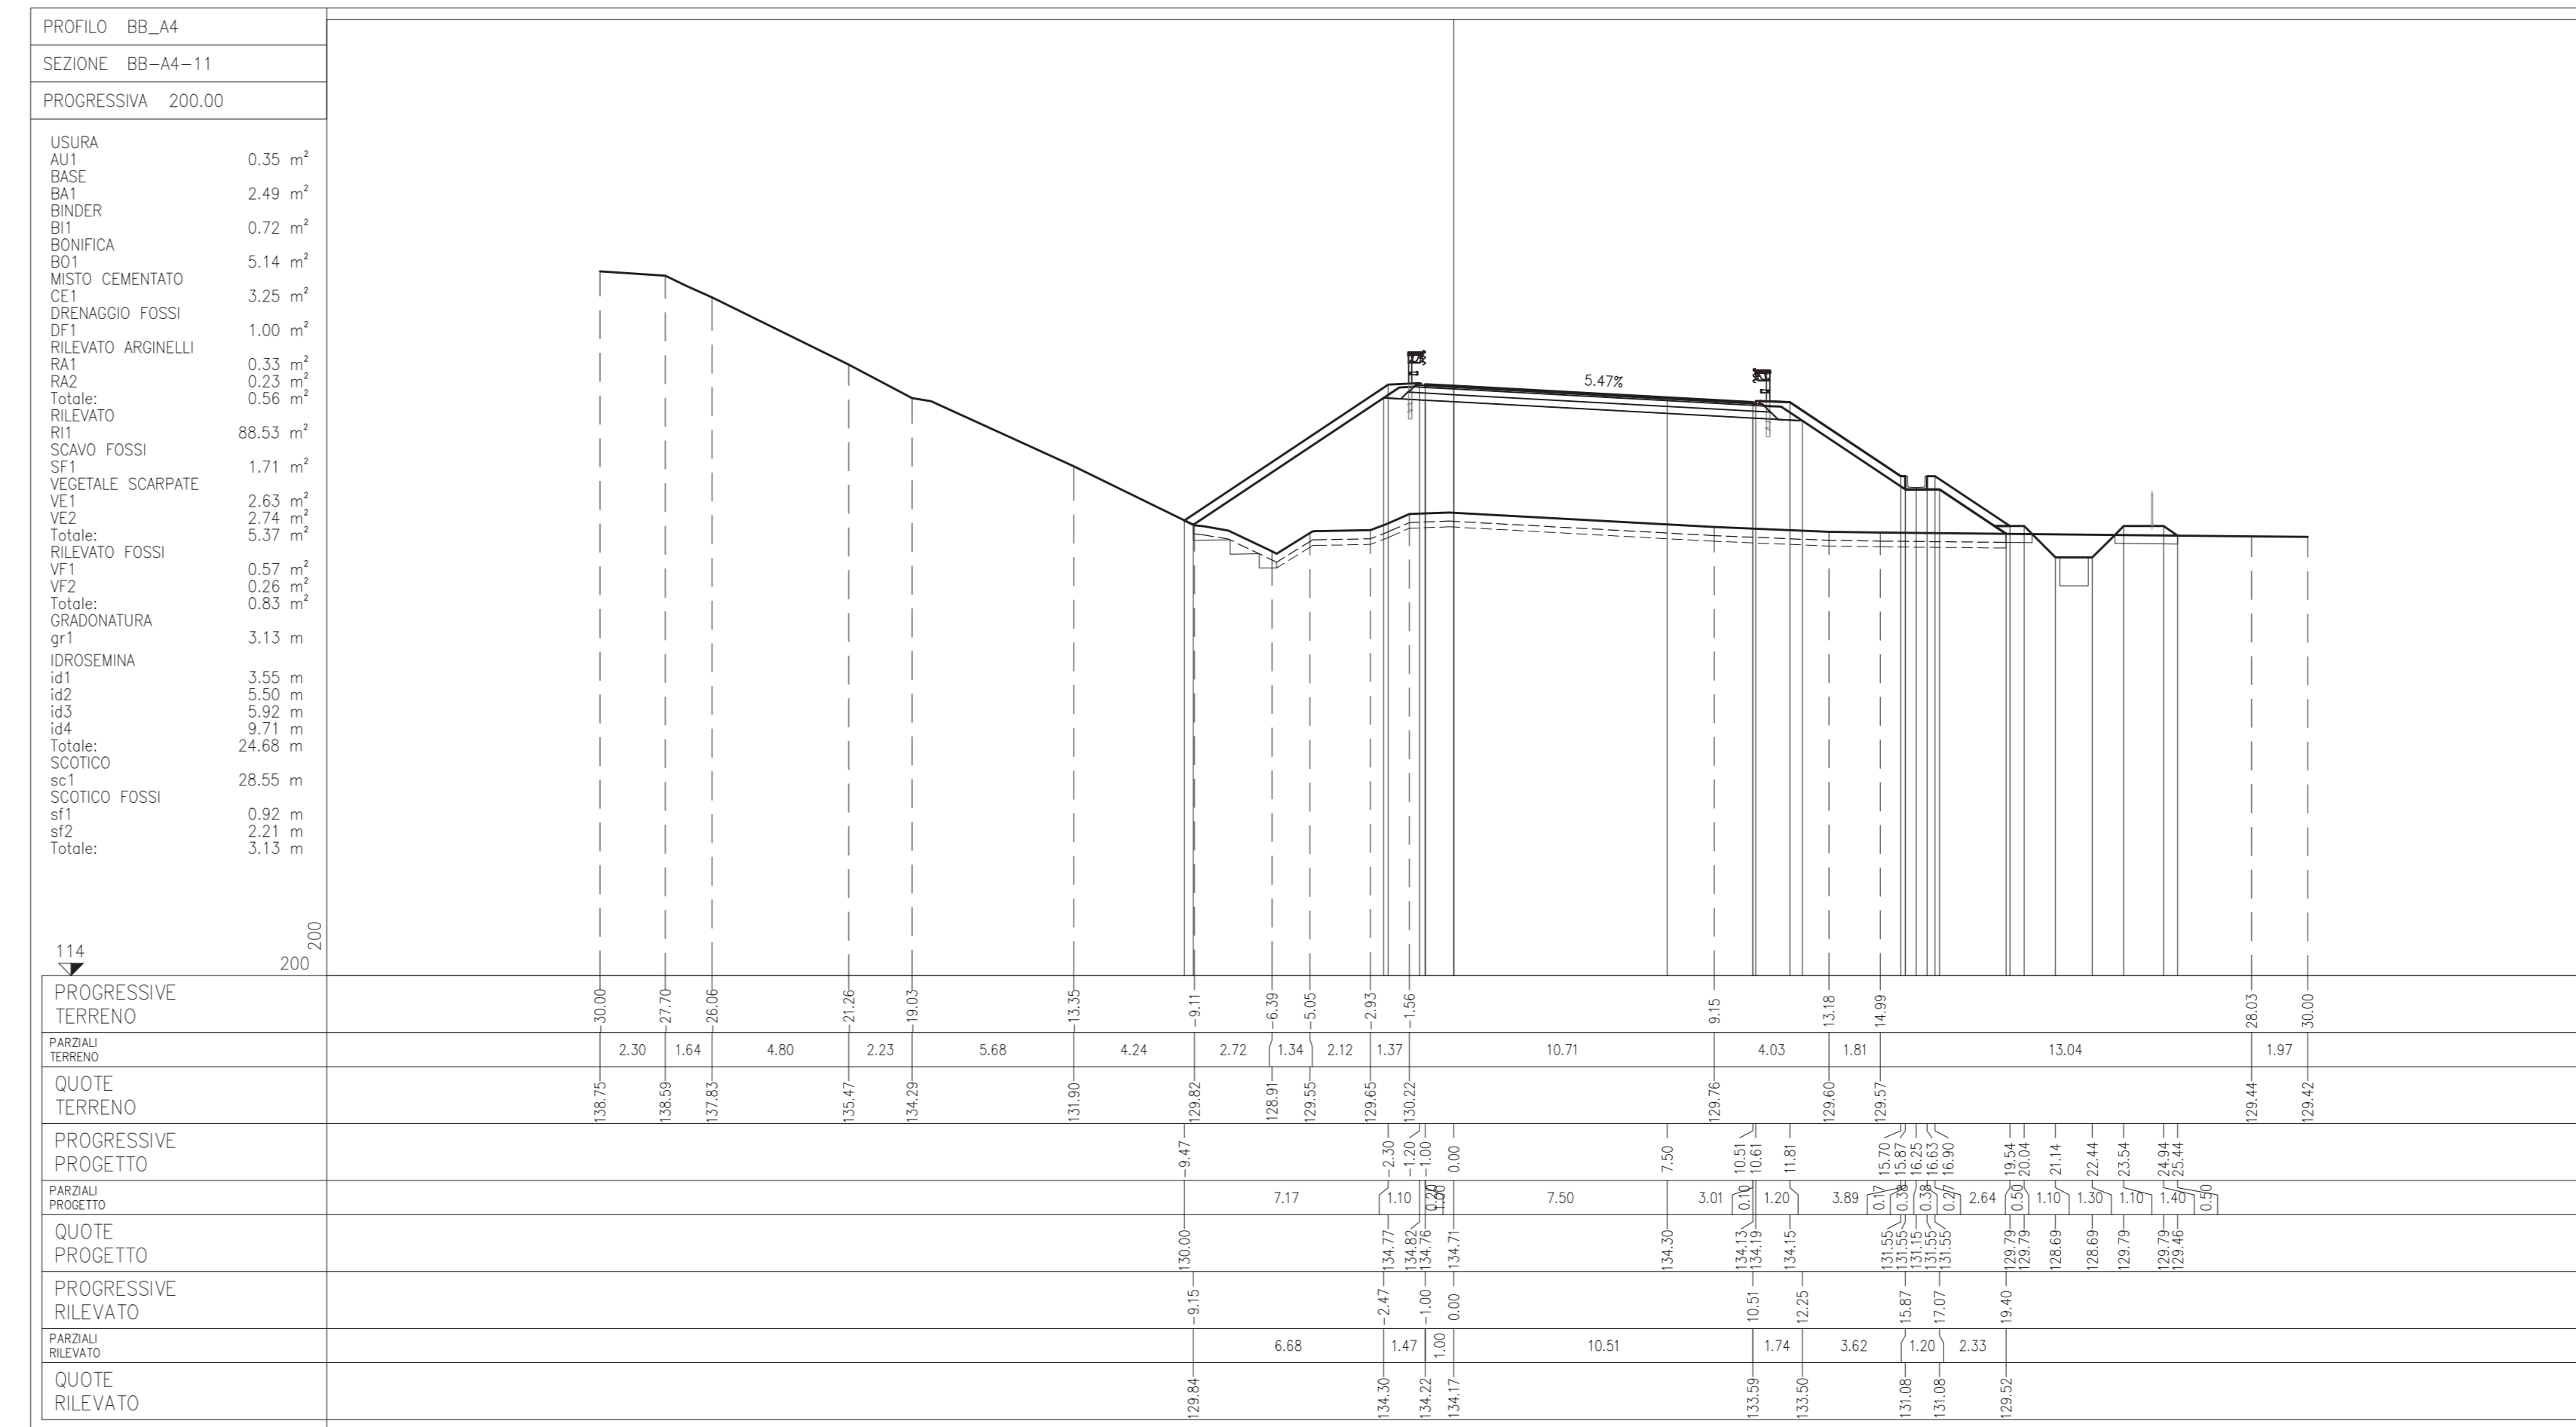 PROFILO BB_A4
SEZIONE BB-A4-11
PROGRESSIVA 200.00
USURA
AU1 0.35 m²
BASE
BA1 2.49 m²
BINDER
BI1 0.72 m²
BONIFICA
BO1 5.14 m²
MISTO CEMENTATO
CE1 3.25 m²
DRENAGGIO FOSSI
DF1 1.00 m²
RILEVATO ARGINELLI
RA1 0.33 m²
RA2 0.23 m²
Totale: 0.56 m²
RILEVATO
RI1 88.53 m²
SCAVO FOSSI
SF1 1.71 m²
VEGETALE SCARPATE
VE1 2.63 m²
VE2 2.74 m²
Totale: 5.37 m²
RILEVATO FOSSI
VF1 0.57 m²
VF2 0.26 m²
Totale: 0.83 m²
GRADONATURA
gr1 3.13 m
IDROSEMINA
id1 3.55 m
id2 5.50 m
id3 5.92 m
id4 9.71 m
Totale: 24.68 m
SCOTICO
sc1 28.55 m
SCOTICO FOSSI
sf1 0.92 m
sf2 2.21 m
Totale: 3.13 m
5.47%
200
114 200
PROGRESSIVE
TERRENO
-30.00 -27.70 -26.06 -21.26 -19.03 -13.35 -9.11 -6.39 -5.05 -2.93 -1.56 9.15 13.18 14.99 28.03 30.00
PARZIALI
TERRENO
2.30 1.64 4.80 2.23 5.68 4.24 2.72 1.34 2.12 1.37 10.71 4.03 1.81 13.04 1.97
QUOTE
TERRENO
138.75 138.59 137.83 135.47 134.29 131.90 129.82 128.91 129.55 129.65 130.22 129.76 129.60 129.57 129.44 129.42
PROGRESSIVE
PROGETTO
-9.47 -2.30 -1.20 -1.00 0.00 7.50 10.51 10.61 11.81 15.70 15.87 16.25 16.63 16.90 19.54 20.04 21.14 22.44 23.54 24.94 25.44
PARZIALI
PROGETTO
7.17 1.10 0.20 1.00 7.50 3.01 0.10 1.20 3.89 0.17 0.38 0.38 0.27 2.64 0.50 1.10 1.30 1.10 1.40 0.50
QUOTE
PROGETTO
130.00 134.77 134.82 134.76 134.71 134.30 134.13 134.19 134.15 131.55 131.55 131.15 131.55 131.55 129.79 129.79 128.69 128.69 129.79 129.79 129.46
PROGRESSIVE
RILEVATO
-9.15 -2.47 -1.00 0.00 10.51 12.25 15.87 17.07 19.40
PARZIALI
RILEVATO
6.68 1.47 1.00 10.51 1.74 3.62 1.20 2.33
QUOTE
RILEVATO
129.84 134.30 134.22 134.17 133.59 133.50 131.08 131.08 129.52